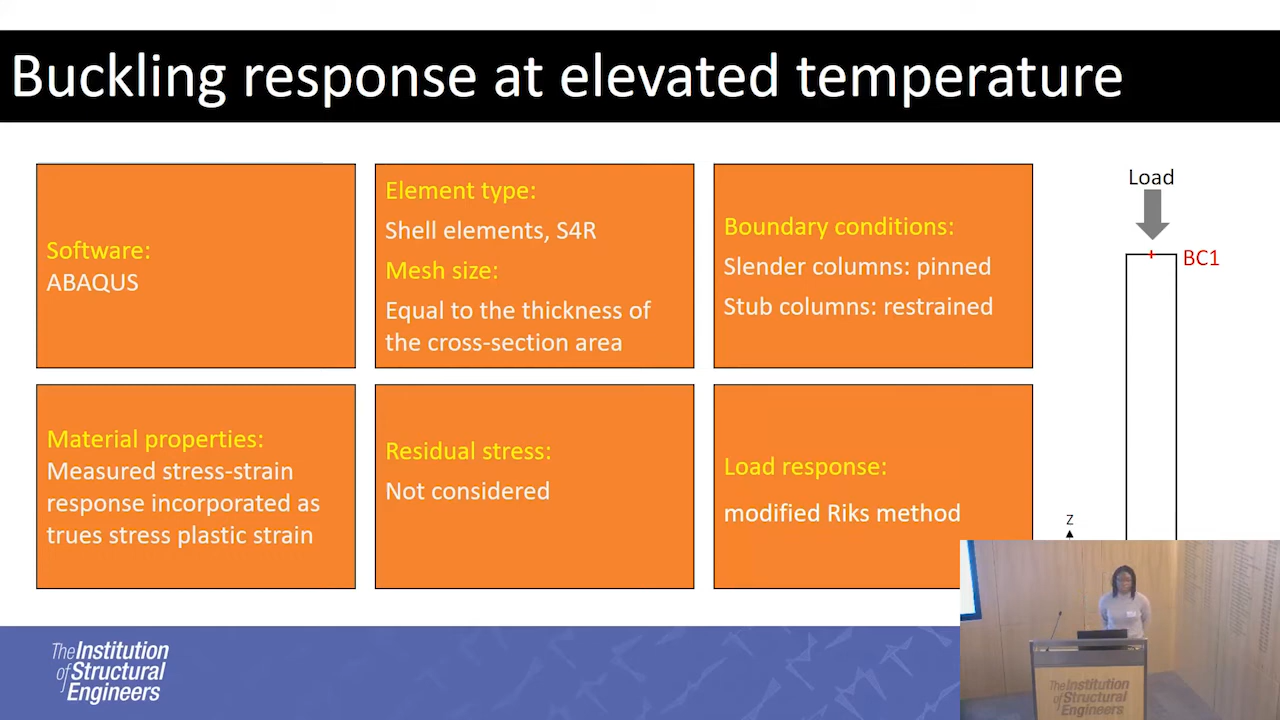 Buckling response at elevated temperature
Software:
ABAQUS
Element type:
Shell elements, S4R
Mesh size:
Equal to the thickness of
the cross-section area
Boundary conditions:
Slender columns: pinned
Stub columns: restrained
Material properties:
Measured stress-strain
response incorporated as
trues stress plastic strain
Residual stress:
Not considered
Load response:
modified Riks method
Load
BC1
Z
The Institution
of Structural
Engineers
The Institution
of Structural
Engineers